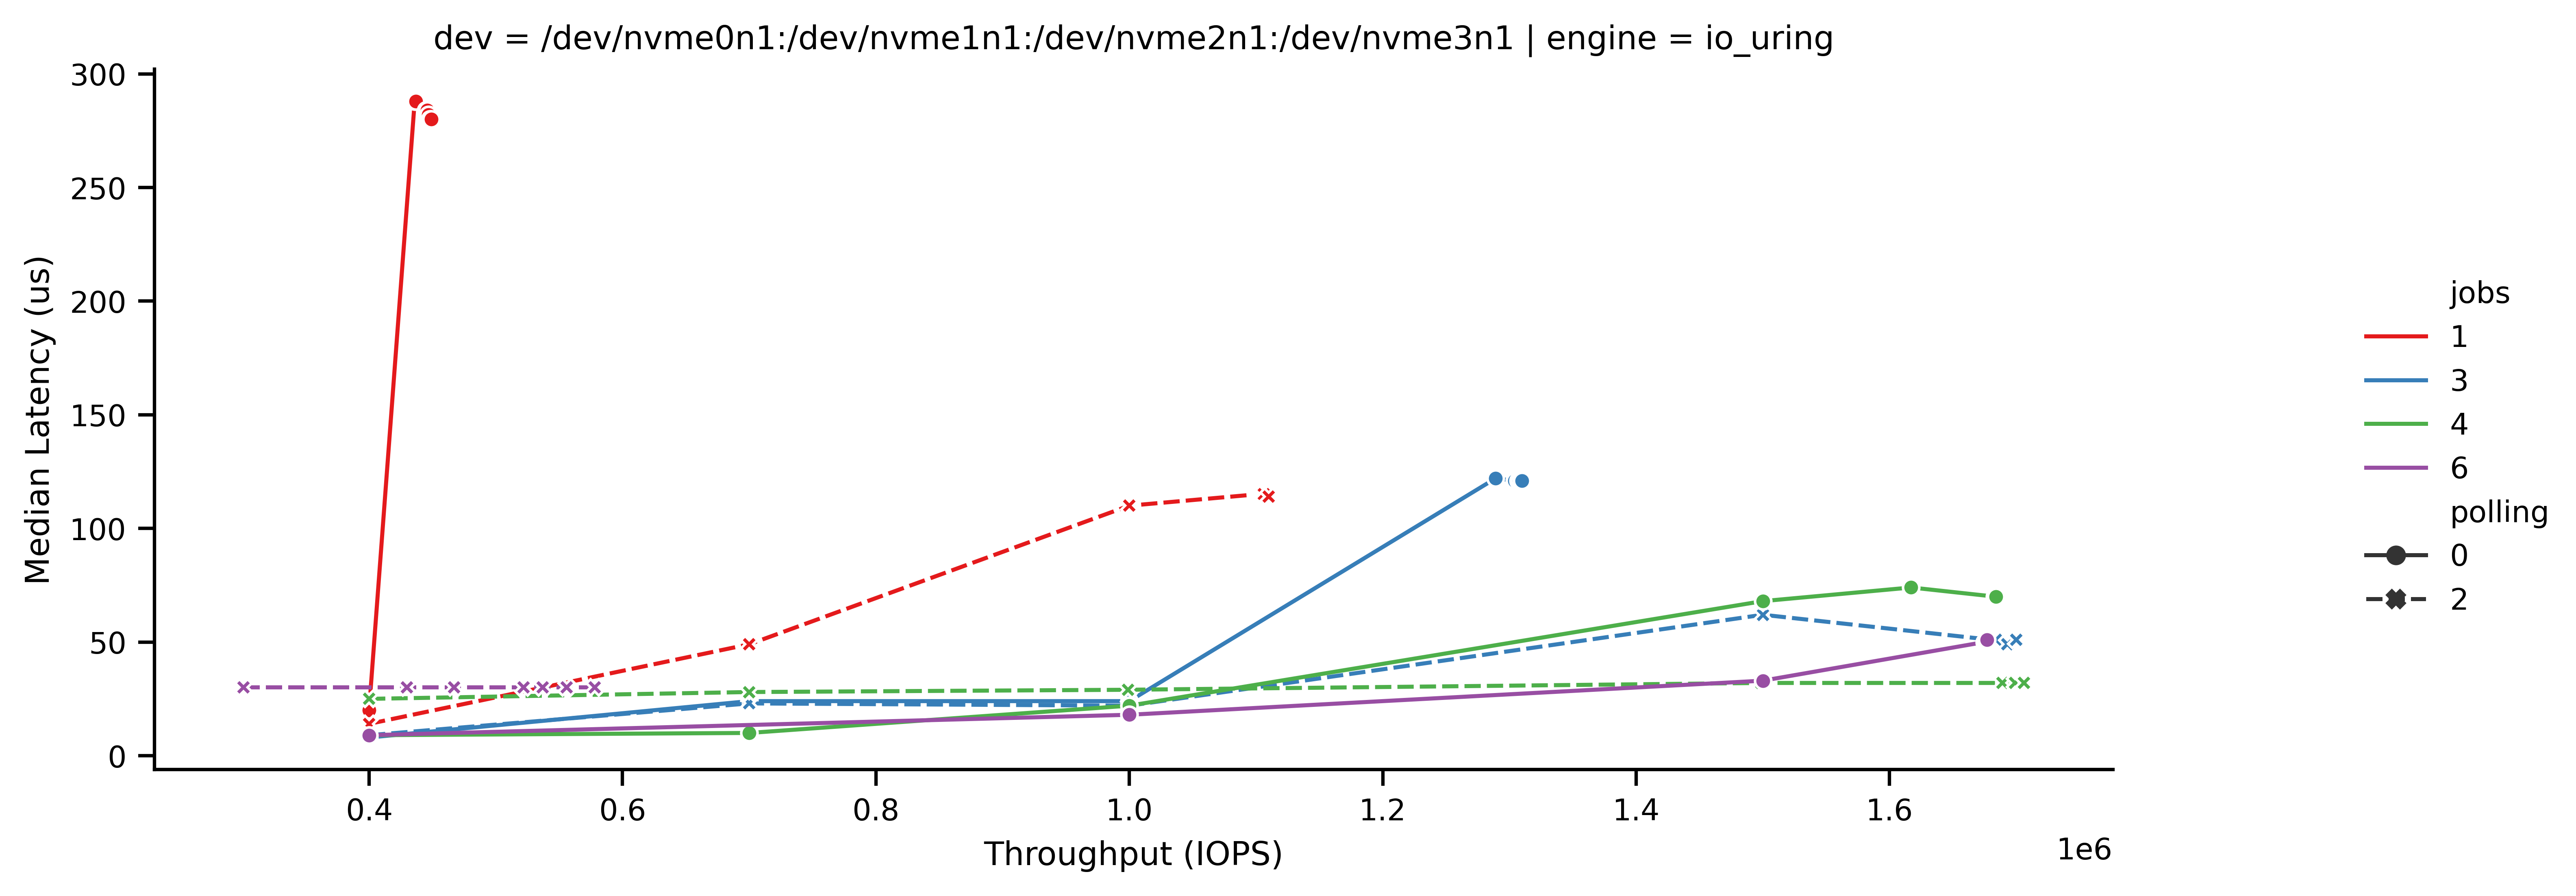 dev = /dev/nvme0n1:/dev/nvme1n1:/dev/nvme2n1:/dev/nvme3n1 | engine = io_uring
300
250
200
150
100
50
0
Median Latency (us)
0.4 0.6 0.8 1.0 1.2 1.4 1.6
1e6
Throughput (IOPS)
jobs
1
3
4
6
polling
0
2